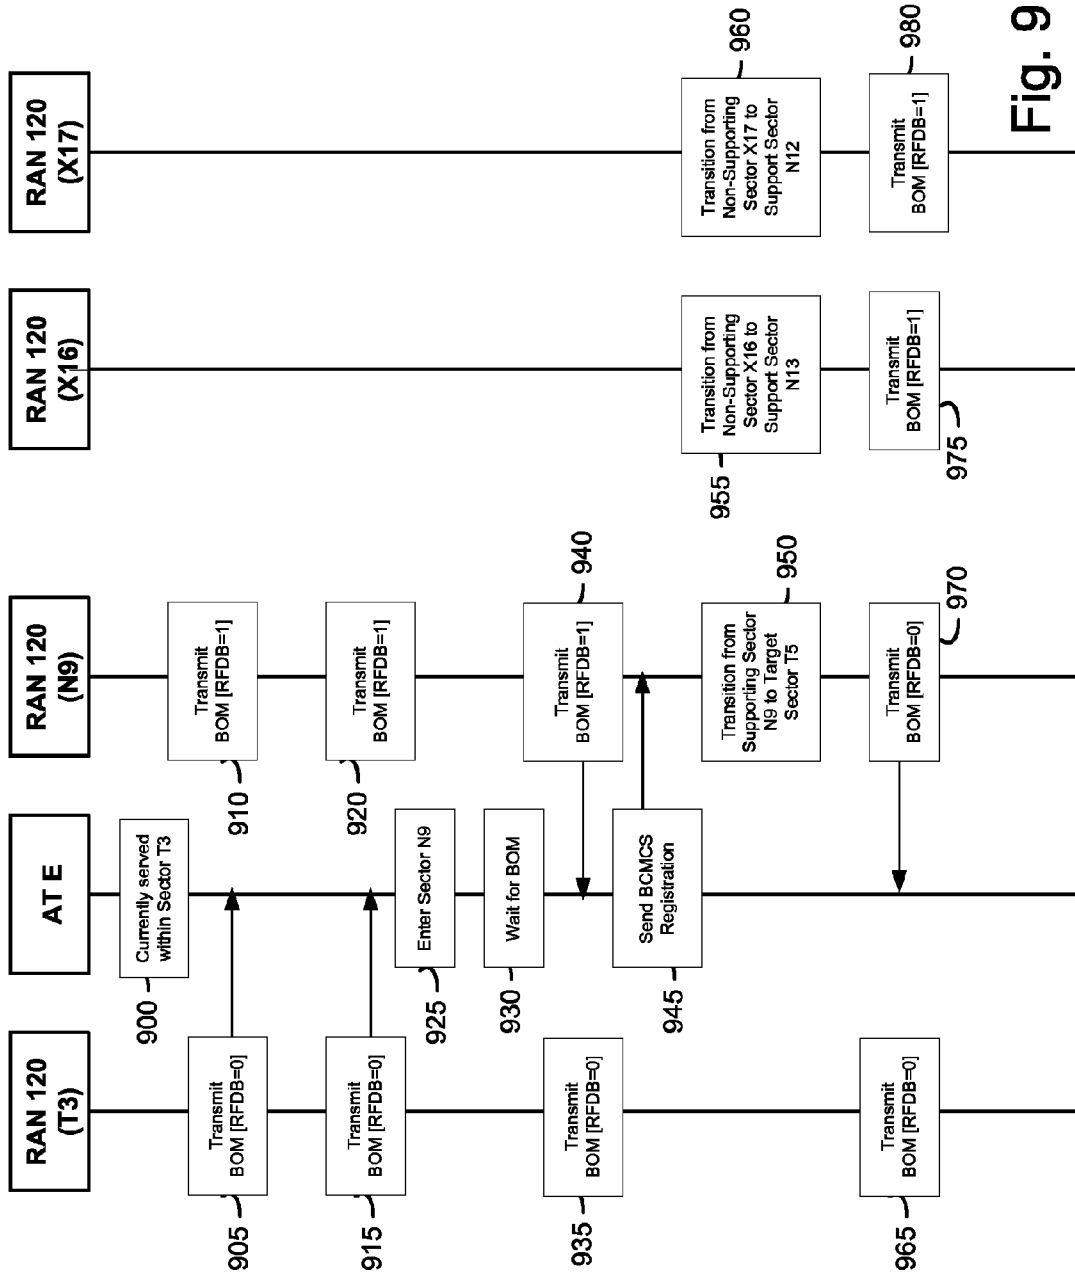 RAN 120
(T3)
AT E
RAN 120
(N9)
RAN 120
(X16)
RAN 120
(X17)
Currently served
within Sector T3
900
Transmit
BOM [RFDB=0]
905
Transmit
BOM [RFDB=1]
910
Transmit
BOM [RFDB=0]
915
Transmit
BOM [RFDB=1]
920
Enter Sector N9
925
Wait for BOM
930
Transmit
BOM [RFDB=0]
935
Transmit
BOM [RFDB=1]
940
Send BCMCS
Registration
945
Transition from
Supporting Sector
N9 to Target
Sector T5
950
Transition from
Non-Supporting
Sector X16 to
Support Sector
N13
955
Transition from
Non-Supporting
Sector X17 to
Support Sector
N12
960
Transmit
BOM [RFDB=0]
965
Transmit
BOM [RFDB=0]
970
Transmit
BOM [RFDB=1]
975
Transmit
BOM [RFDB=1]
980
Fig. 9